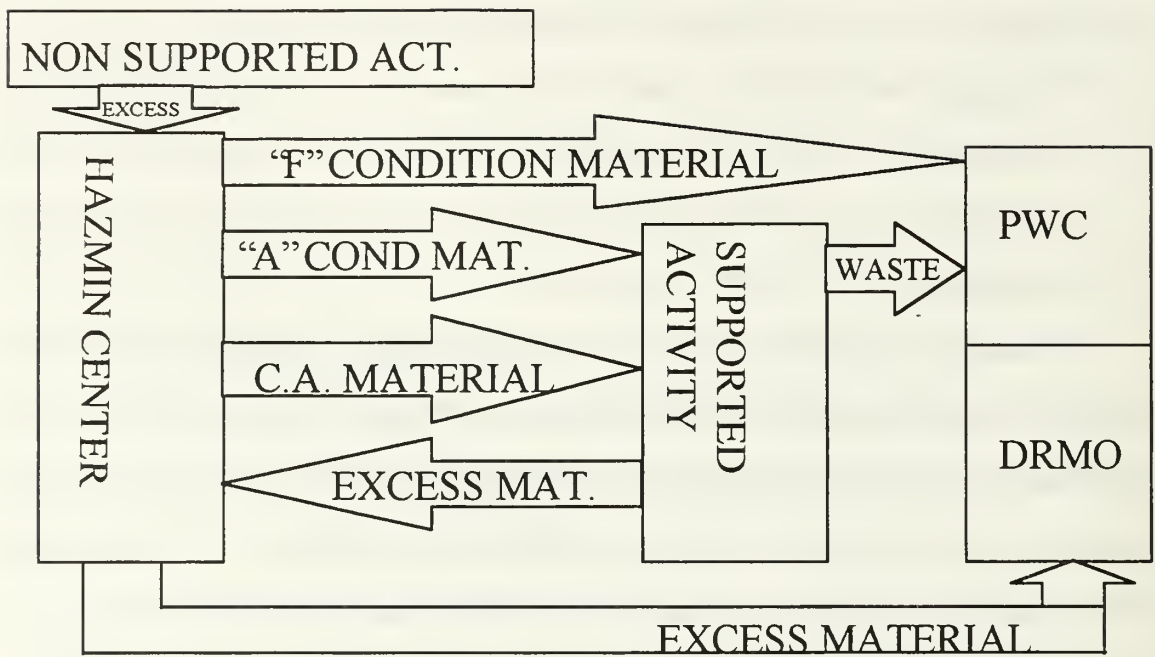 NON SUPPORTED ACT.
EXCESS
HAZMIN CENTER
“F” CONDITION MATERIAL
“A” COND MAT.
C.A. MATERIAL
EXCESS MAT.
SUPPORTED
ACTIVITY
WASTE
PWC
DRMO
EXCESS MATERIAL